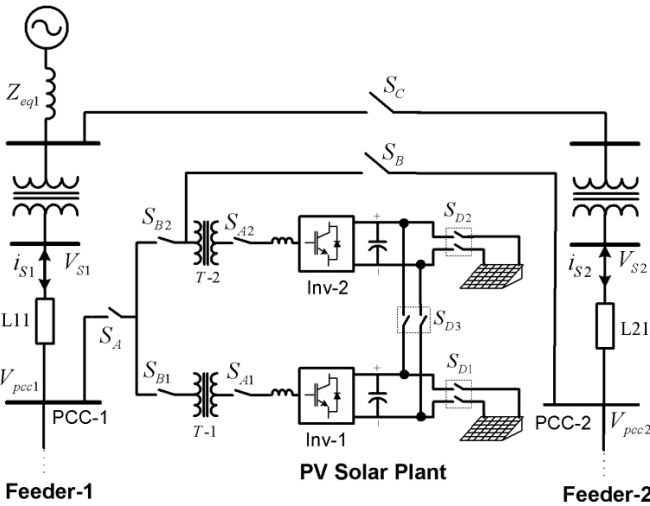 Z_eq1
S_C
S_B
S_B2
S_A2
S_D2
T-2
Inv-2
i_S1
V_S1
i_S2
V_S2
L11
S_A
S_D3
L21
V_pcc1
S_B1
S_A1
S_D1
T-1
Inv-1
PCC-1
PCC-2
V_pcc2
PV Solar Plant
Feeder-1
Feeder-2